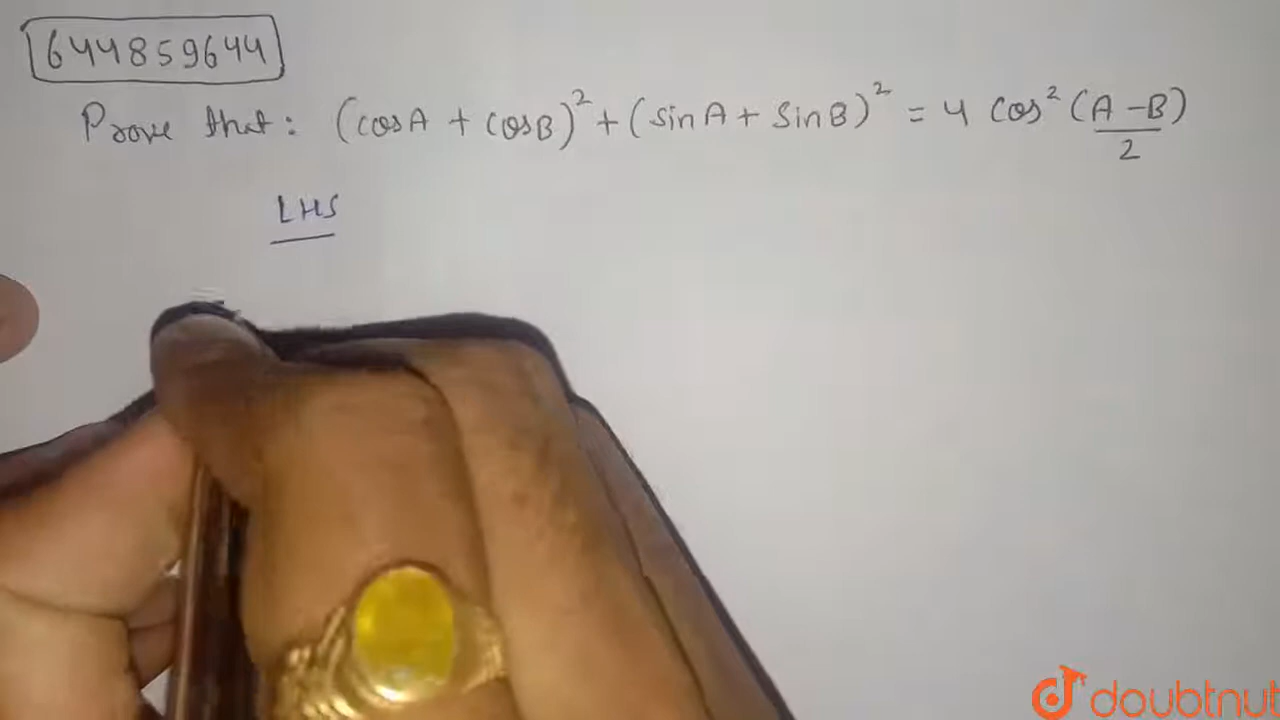 644859644
Prove that: (cosA + cosB)² + (sinA + sinB)² = 4 cos² (A-B)/2
LHS
doubtnut